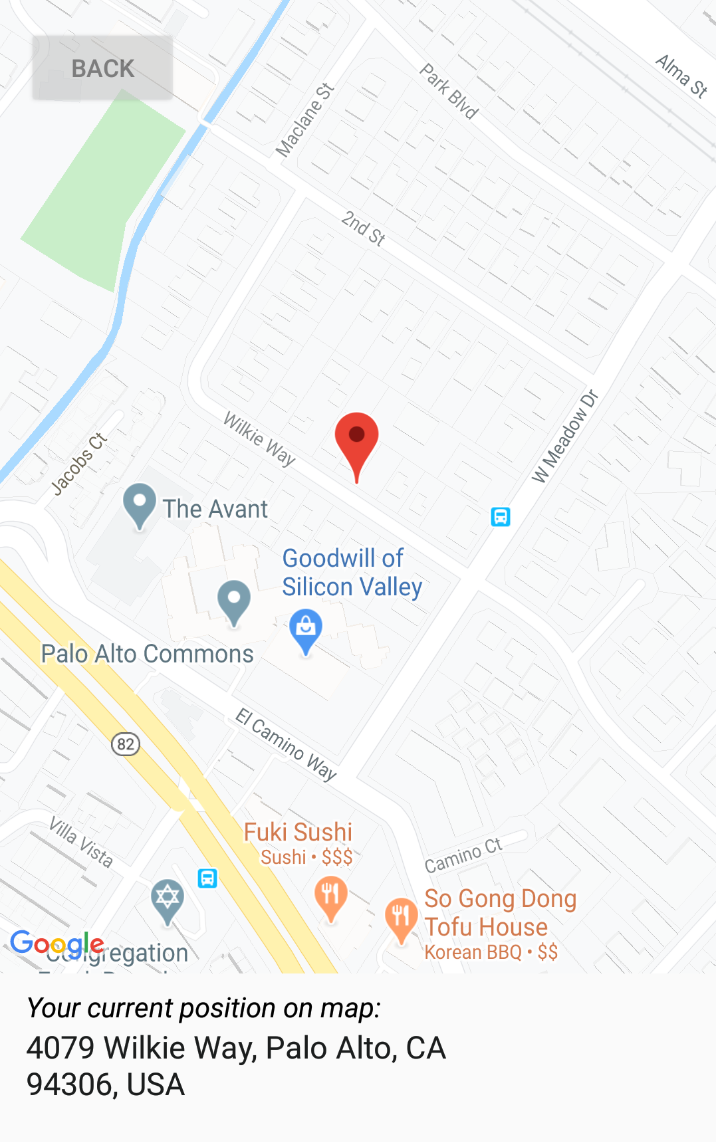 BACK
Alma St
Park Blvd
Maclane St
2nd St
W Meadow Dr
Wilkie Way
Jacobs Ct
The Avant
Goodwill of
Silicon Valley
Palo Alto Commons
El Camino Way
82
Villa Vista
Fuki Sushi
Sushi • $$$
Camino Ct
So Gong Dong
Tofu House
Korean BBQ • $$
Google
Congregation
Your current position on map:
4079 Wilkie Way, Palo Alto, CA
94306, USA